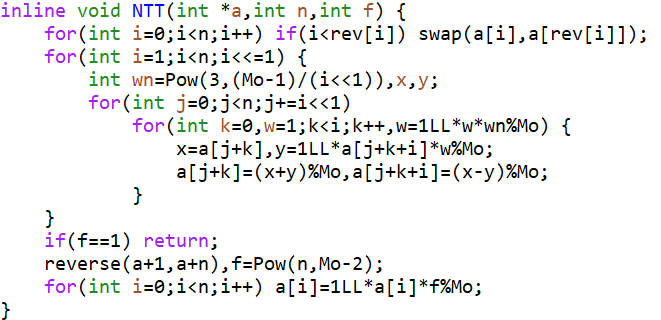 inline void NTT(int *a,int n,int f) {
    for(int i=0;i<n;i++) if(i<rev[i]) swap(a[i],a[rev[i]]);
    for(int i=1;i<n;i<<=1) {
        int wn=Pow(3,(Mo-1)/(i<<1)),x,y;
        for(int j=0;j<n;j+=i<<1)
            for(int k=0,w=1;k<i;k++,w=1LL*w*wn%Mo) {
                x=a[j+k],y=1LL*a[j+k+i]*w%Mo;
                a[j+k]=(x+y)%Mo,a[j+k+i]=(x-y)%Mo;
            }
    }
    if(f==1) return;
    reverse(a+1,a+n),f=Pow(n,Mo-2);
    for(int i=0;i<n;i++) a[i]=1LL*a[i]*f%Mo;
}